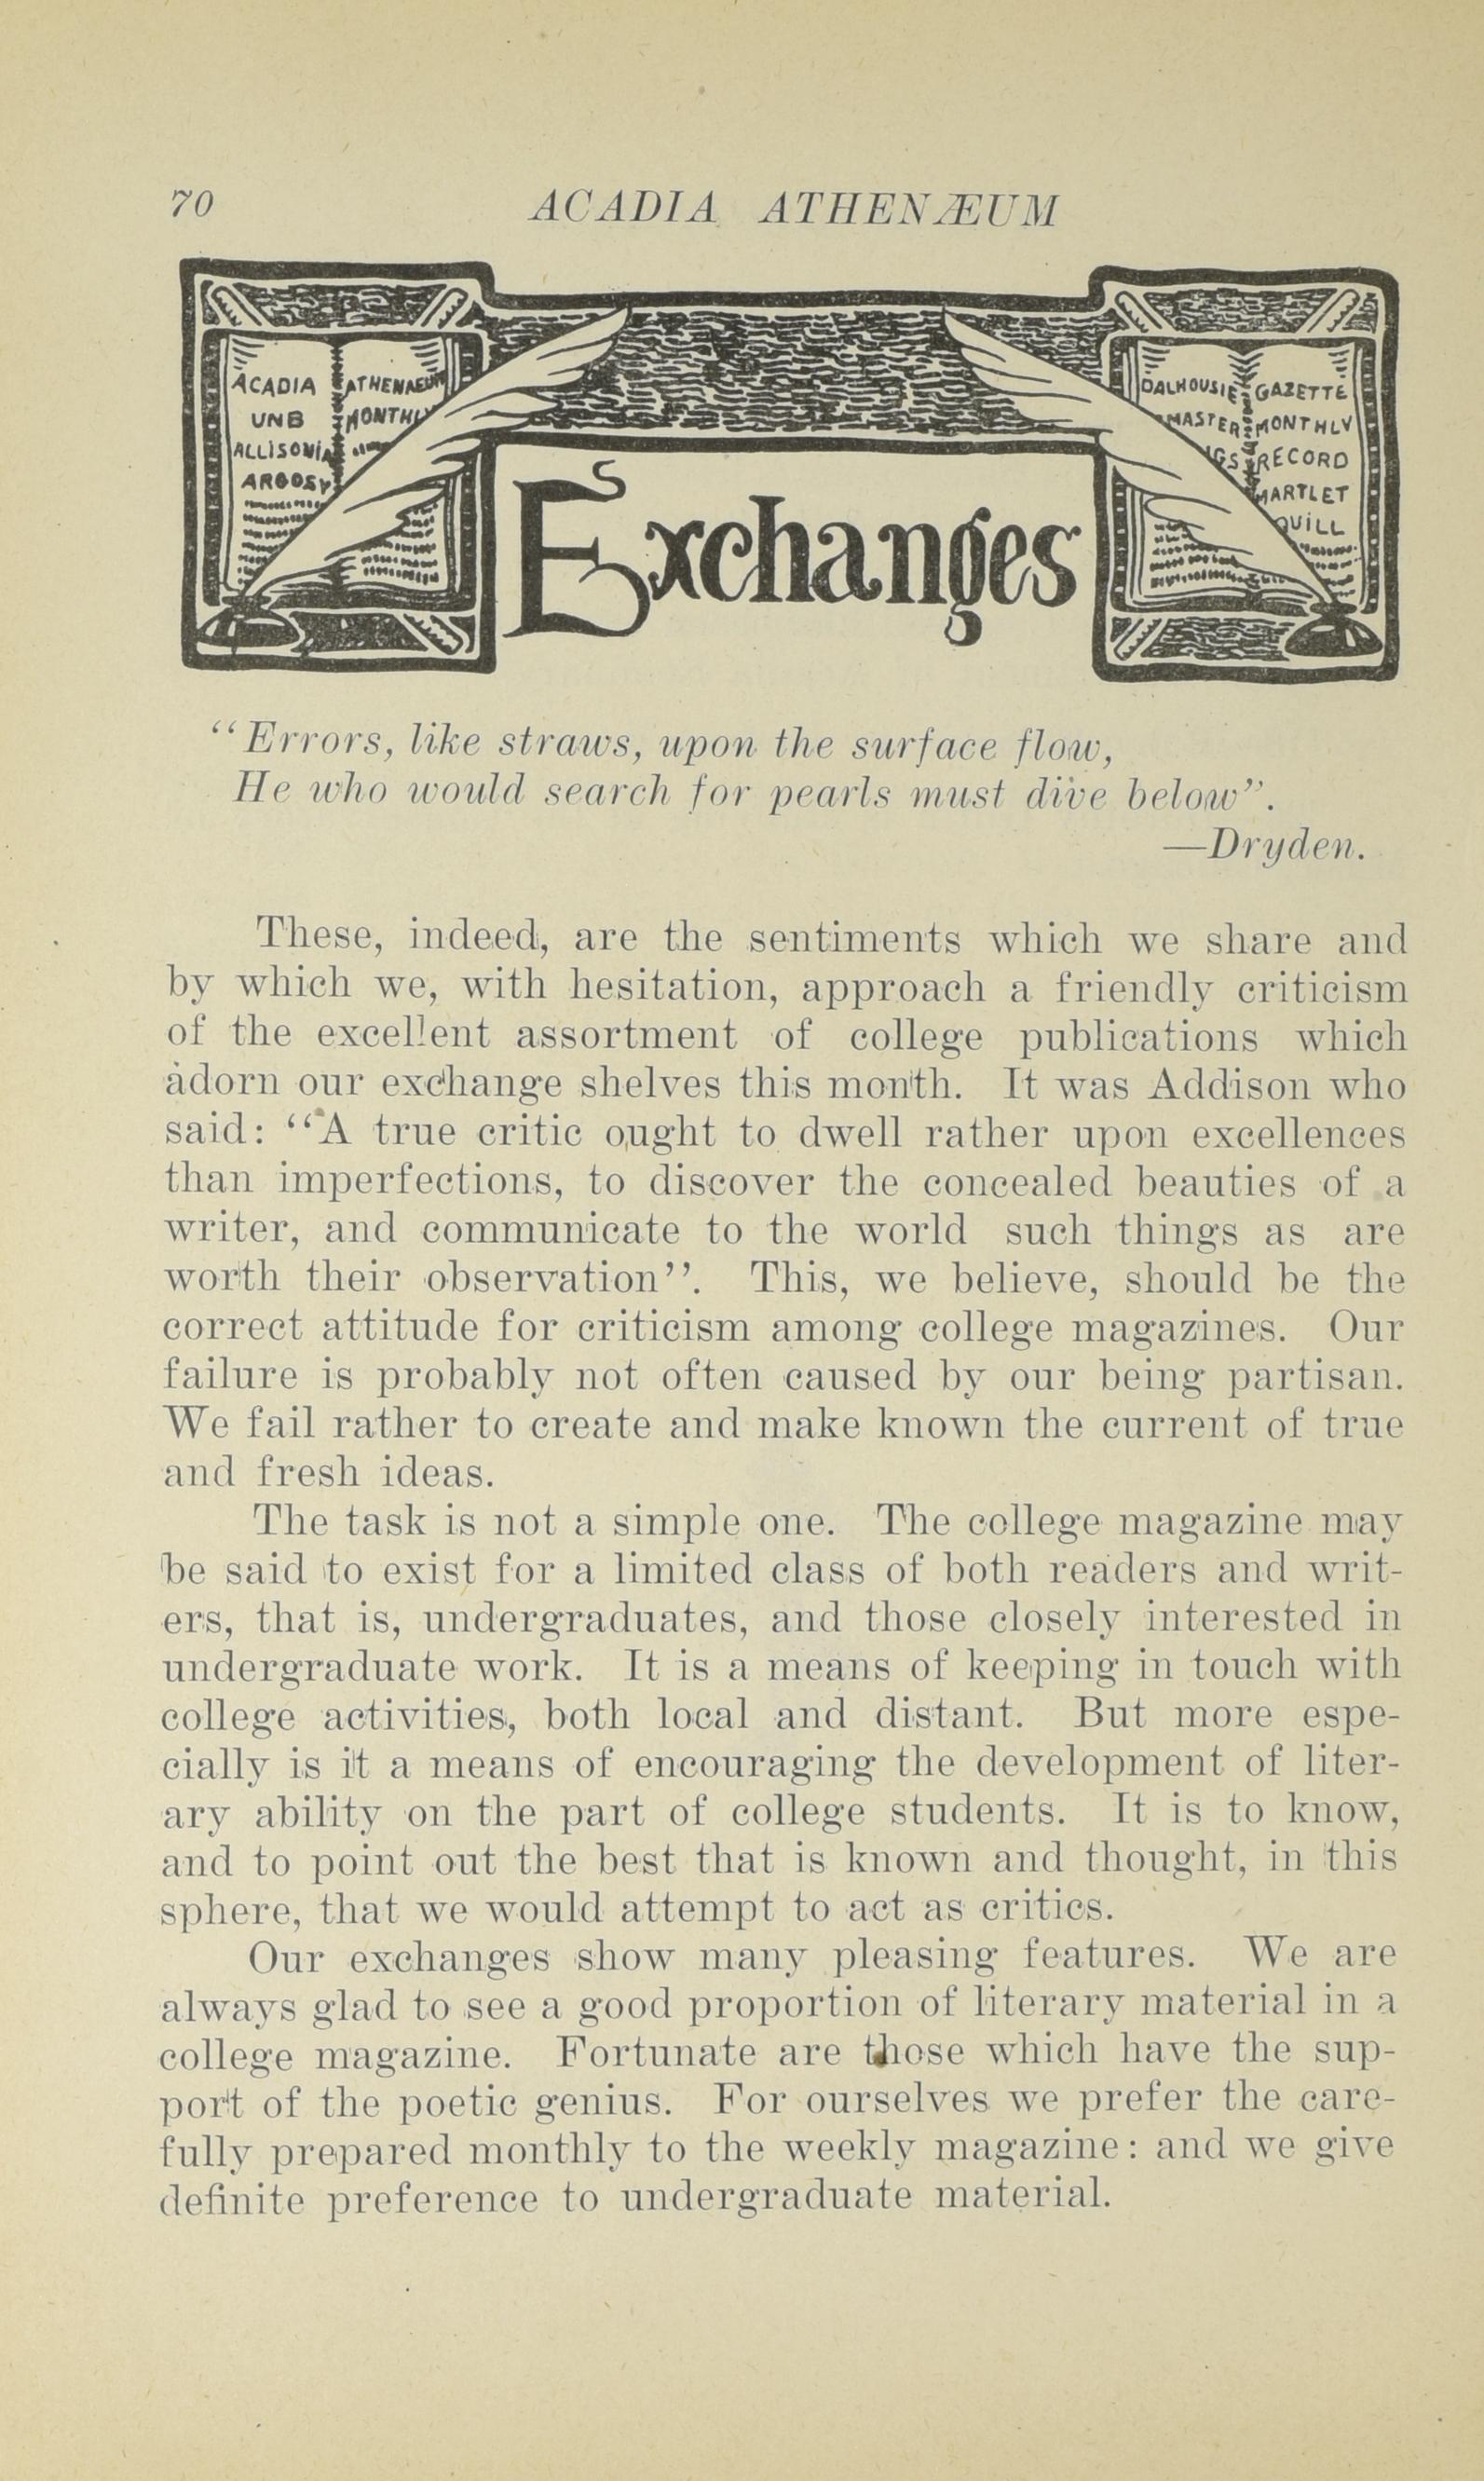 70 ACADIA ATHENÆUM
ACADIA ATHENAEUM
UNB MONTHLY
ALLISONIA
ARGOSY
DALHOUSIE GAZETTE
MASTER MONTHLY
GS RECORD
MARTLET
QUILL
Exchanges
"Errors, like straws, upon the surface flow,
He who would search for pearls must dive below".
—Dryden.
These, indeed, are the sentiments which we share and
by which we, with hesitation, approach a friendly criticism
of the excellent assortment of college publications which
adorn our exchange shelves this month. It was Addison who
said: "A true critic ought to dwell rather upon excellences
than imperfections, to discover the concealed beauties of a
writer, and communicate to the world such things as are
worth their observation". This, we believe, should be the
correct attitude for criticism among college magazines. Our
failure is probably not often caused by our being partisan.
We fail rather to create and make known the current of true
and fresh ideas.
The task is not a simple one. The college magazine may
be said to exist for a limited class of both readers and writ-
ers, that is, undergraduates, and those closely interested in
undergraduate work. It is a means of keeping in touch with
college activities, both local and distant. But more espe-
cially is it a means of encouraging the development of liter-
ary ability on the part of college students. It is to know,
and to point out the best that is known and thought, in this
sphere, that we would attempt to act as critics.
Our exchanges show many pleasing features. We are
always glad to see a good proportion of literary material in a
college magazine. Fortunate are those which have the sup-
port of the poetic genius. For ourselves we prefer the care-
fully prepared monthly to the weekly magazine: and we give
definite preference to undergraduate material.